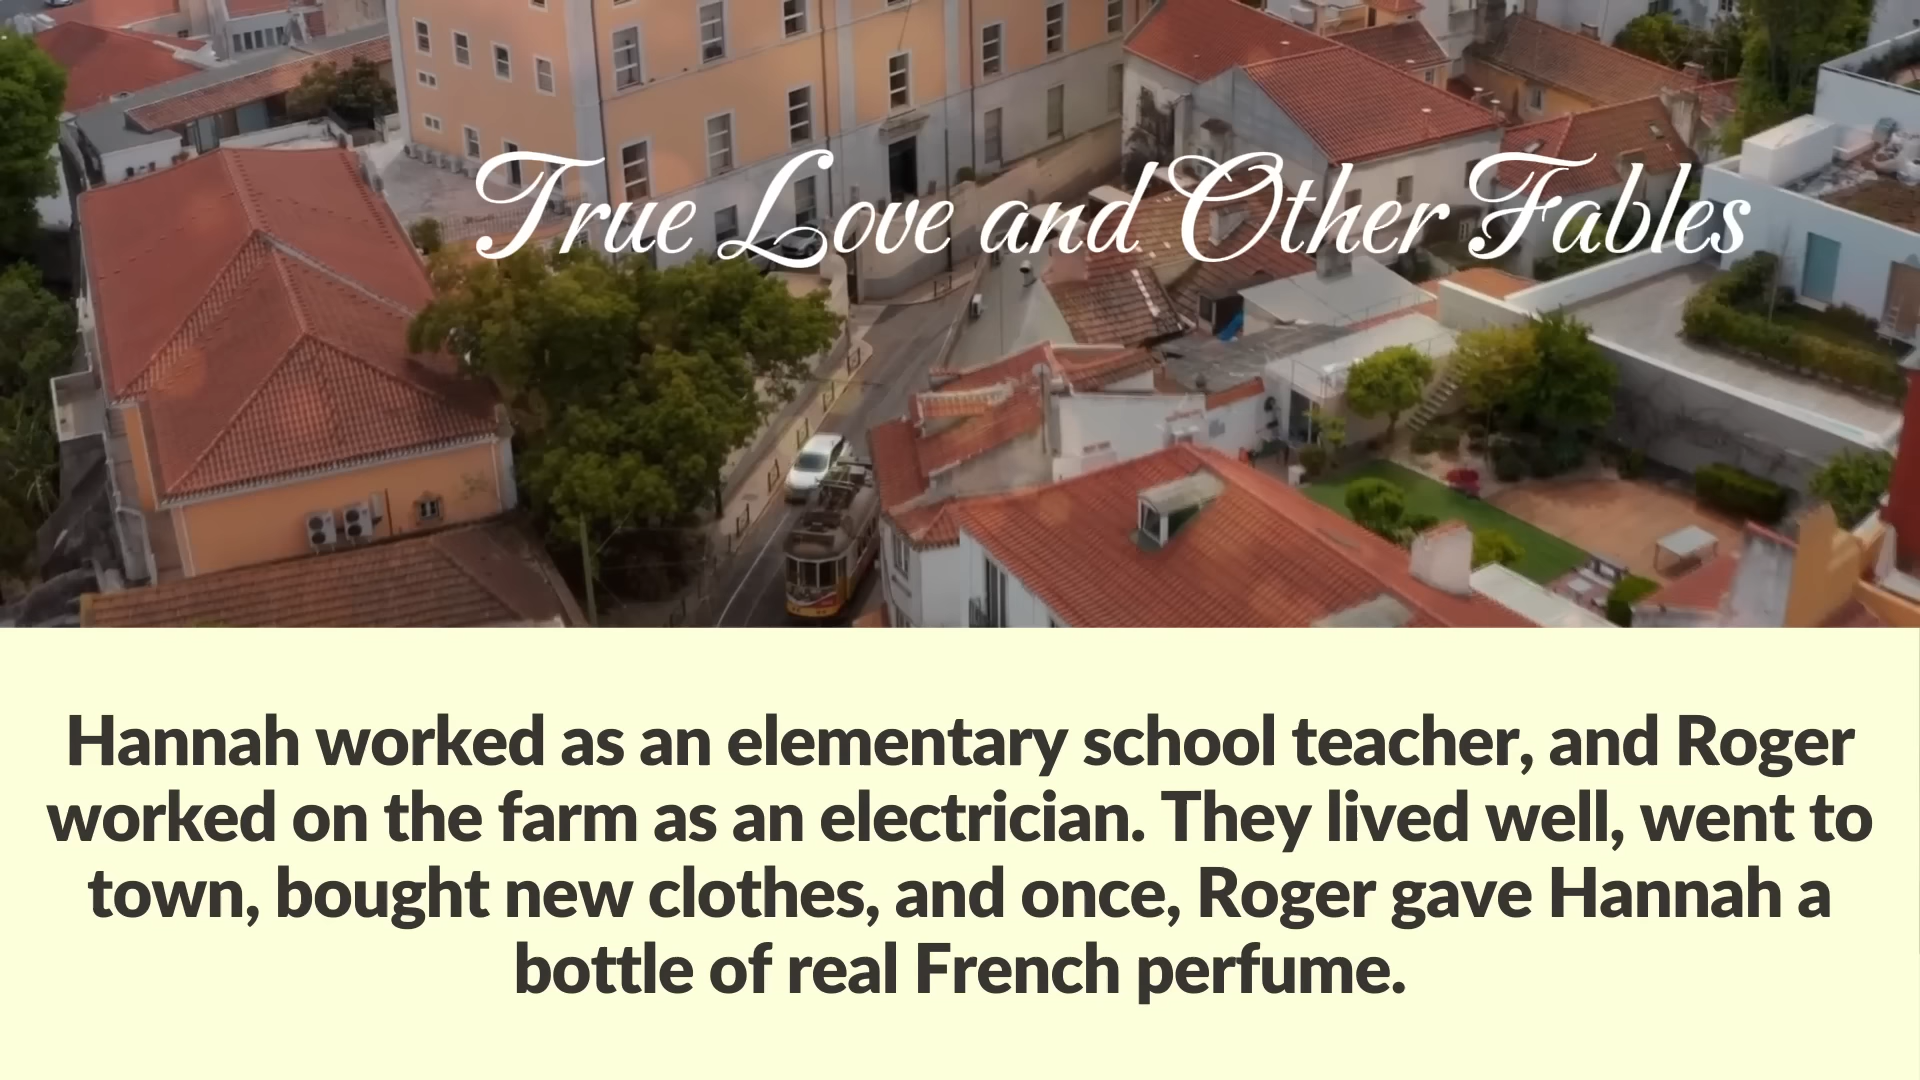 True Love and Other Fables
Hannah worked as an elementary school teacher, and Roger
worked on the farm as an electrician. They lived well, went to
town, bought new clothes, and once, Roger gave Hannah a
bottle of real French perfume.